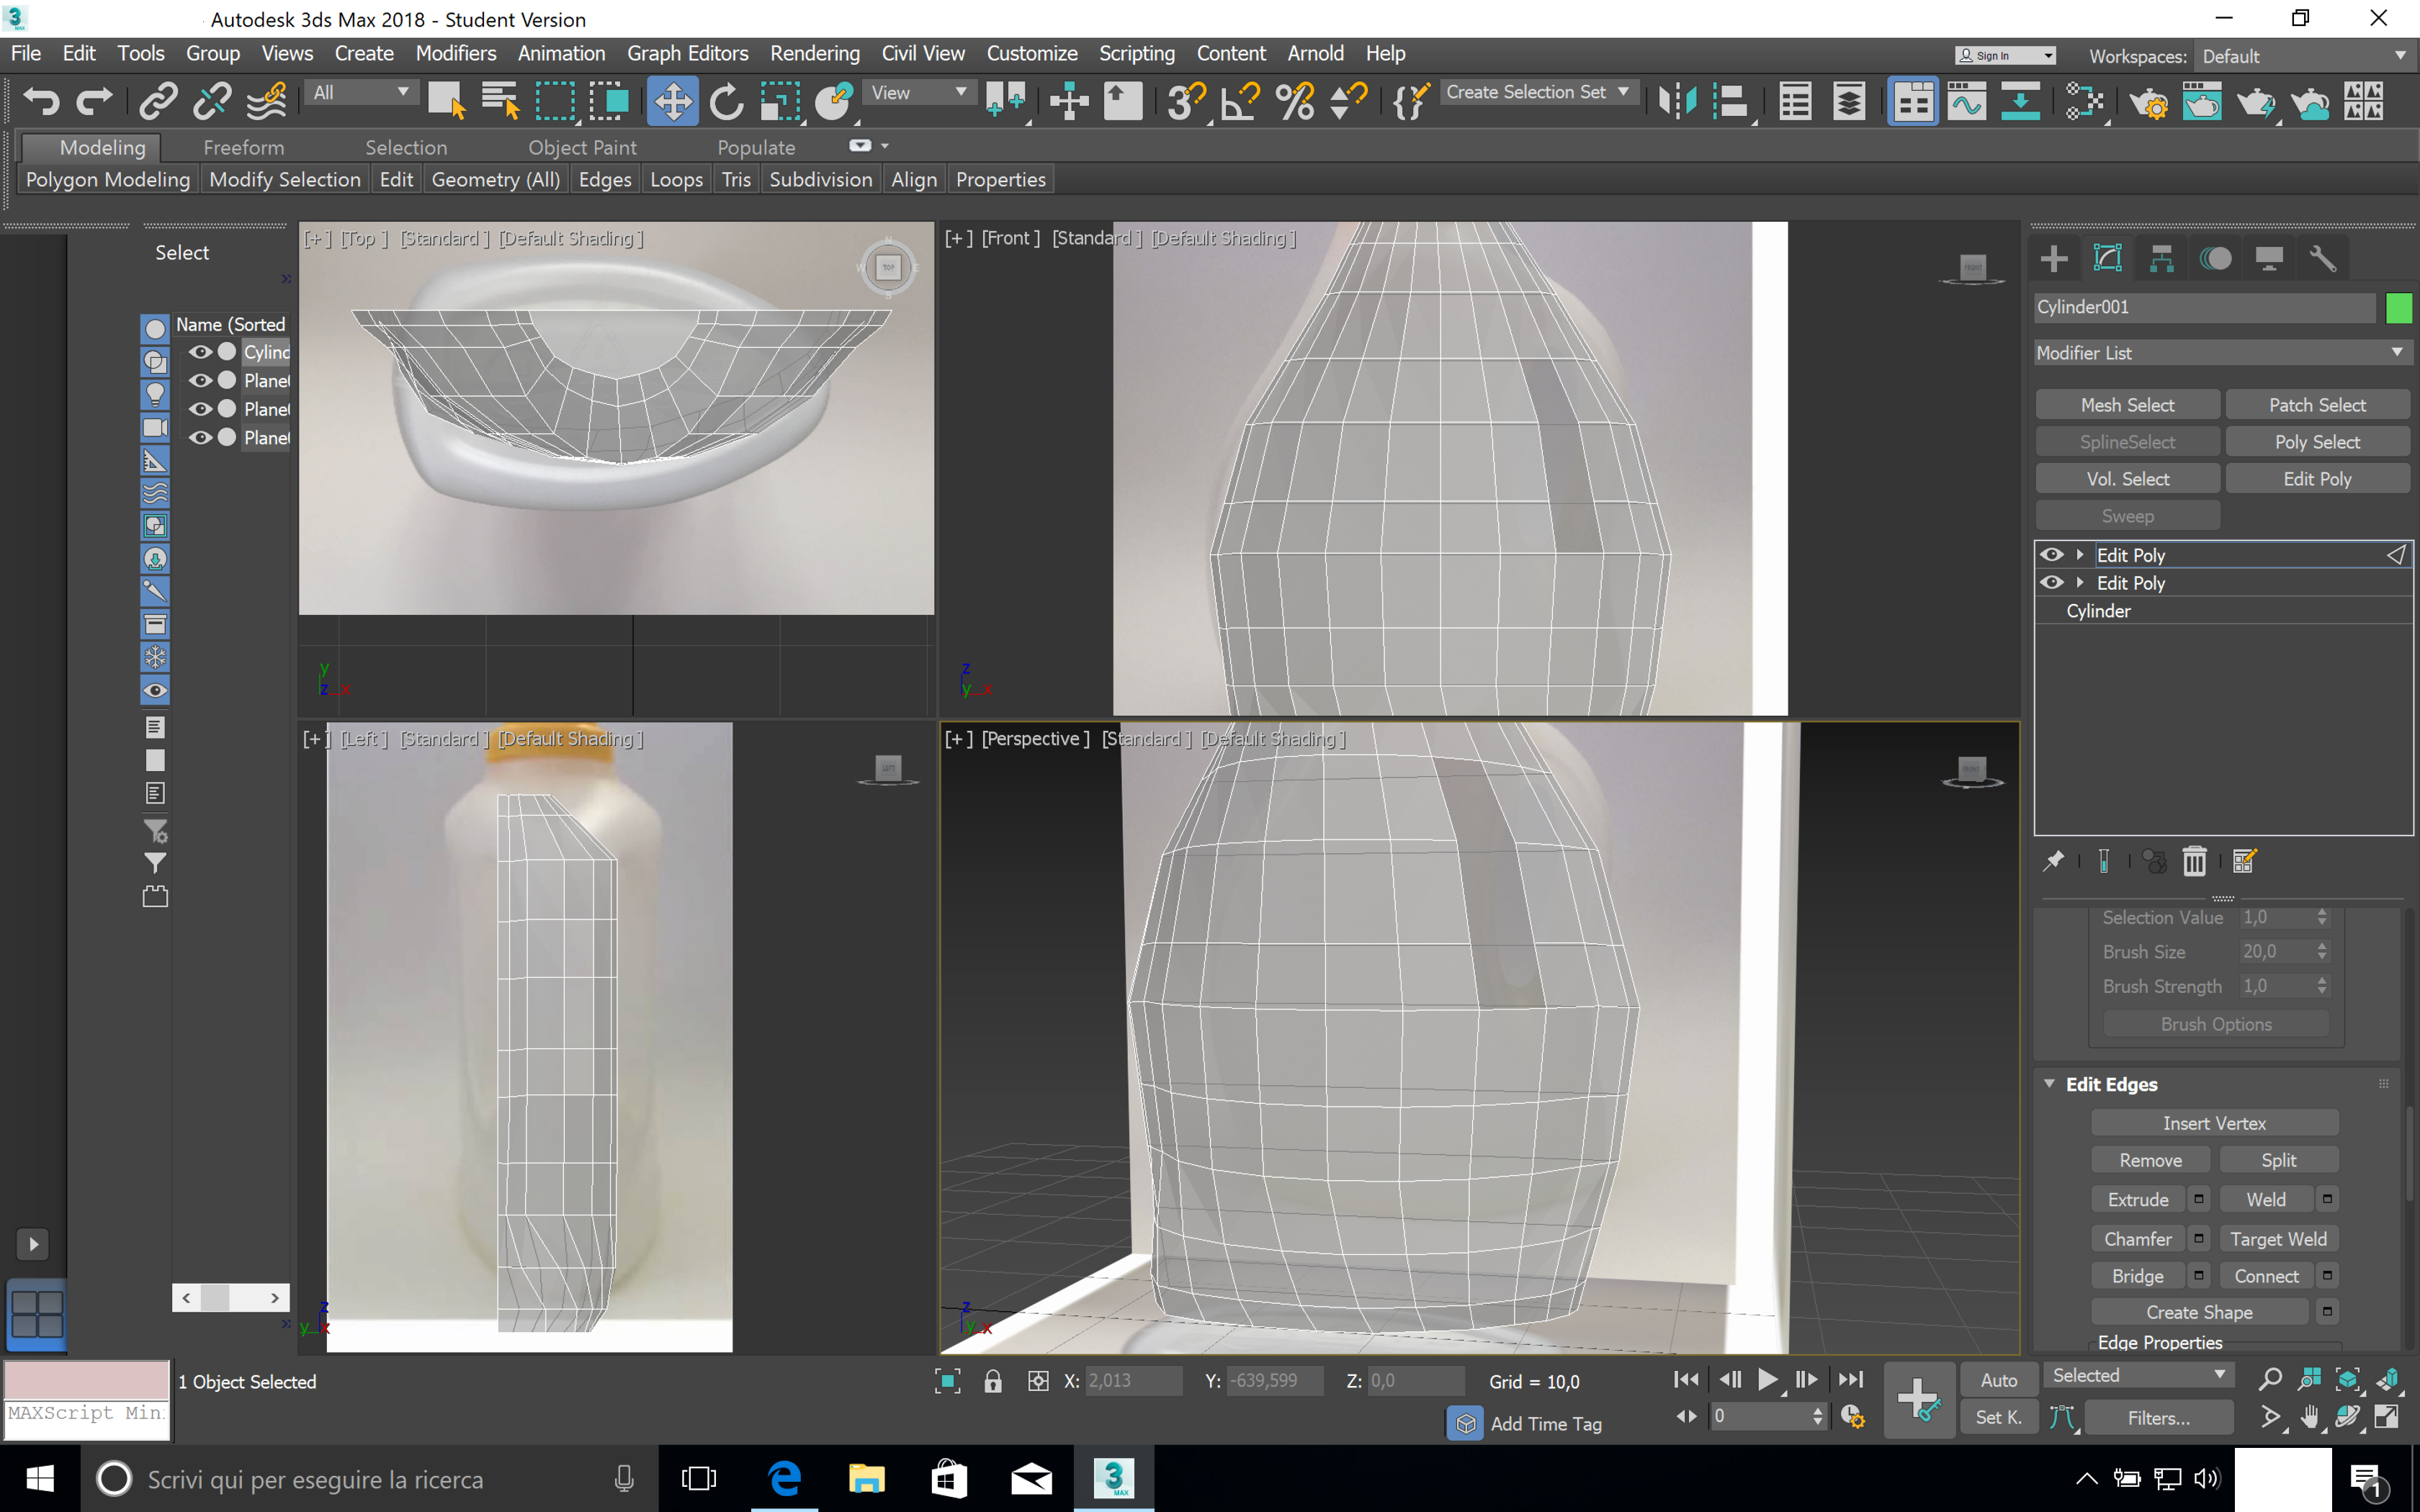 Autodesk 3ds Max 2018 - Student Version
File Edit Tools Group Views Create Modifiers Animation Graph Editors Rendering Civil View Customize Scripting Content Arnold Help
Sign In
Workspaces: Default
All
View
Create Selection Set
Modeling Freeform Selection Object Paint Populate
Polygon Modeling Modify Selection Edit Geometry (All) Edges Loops Tris Subdivision Align Properties
Select
Name (Sorted
Cylind
Plane
Plane
Plane
[+] [Top ] [Standard ] [Default Shading ]
TOP
[+] [Front ] [Standard ] [Default Shading ]
FRONT
[+] [Left ] [Standard ] [Default Shading ]
LEFT
[+] [Perspective ] [Standard ] [Default Shading ]
FRONT
Cylinder001
Modifier List
Mesh Select Patch Select
SplineSelect Poly Select
Vol. Select Edit Poly
Sweep
Edit Poly
Edit Poly
Cylinder
Selection Value 1,0
Brush Size 20,0
Brush Strength 1,0
Brush Options
Edit Edges
Insert Vertex
Remove Split
Extrude Weld
Chamfer Target Weld
Bridge Connect
Create Shape
Edge Properties
1 Object Selected
MAXScript Min
X: 2,013 Y: -639,599 Z: 0,0 Grid = 10,0
Add Time Tag
0
Auto Selected
Set K. Filters...
Scrivi qui per eseguire la ricerca
3 MAX
1